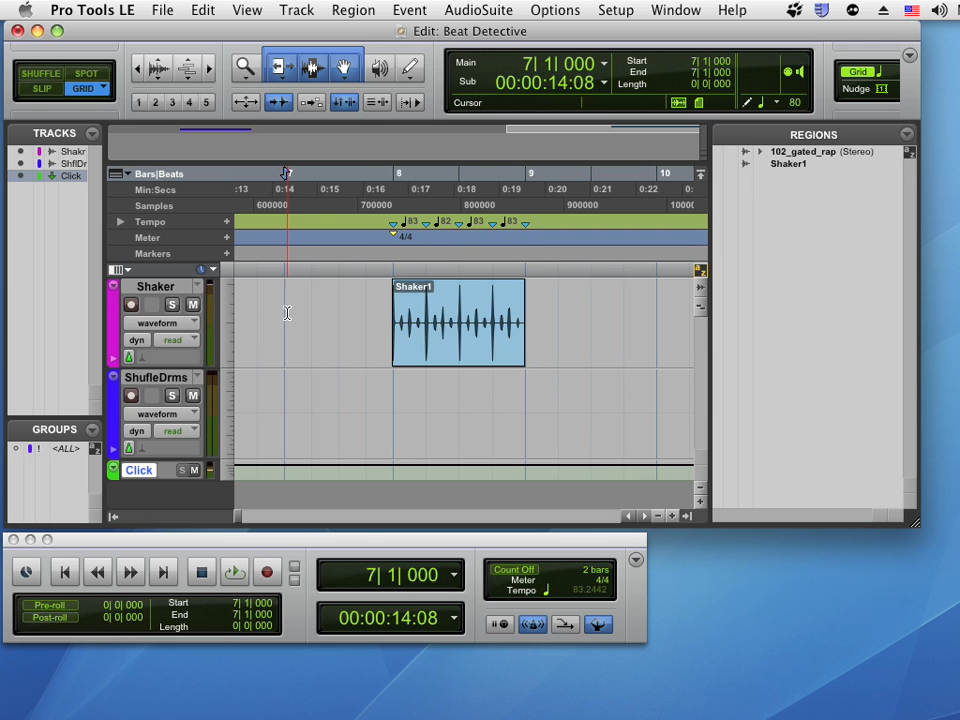 Pro Tools LE File Edit View Track Region Event AudioSuite Options Setup Window Help
Edit: Beat Detective
SHUFFLE SPOT
SLIP GRID
1 2 3 4 5
Main 7| 1| 000
Sub 00:00:14:08
Cursor
Start 7| 1| 000
End 7| 1| 000
Length 0| 0| 000
80
Grid
Nudge
TRACKS
Shakr
ShflDr
Click
GROUPS
! <ALL>
Bars|Beats 7 8 9 10
Min:Secs :13 0:14 0:15 0:16 0:17 0:18 0:19 0:20 0:21 0:22 0:
Samples 600000 700000 800000 900000 10000
Tempo 83 82 83 83
Meter 4/4
Markers
Shaker
S M
waveform
dyn read
Shaker1
ShufleDrms
S M
waveform
dyn read
Click S M
REGIONS
102_gated_rap (Stereo)
Shaker1
Pre-roll 0| 0| 000
Post-roll 0| 0| 000
Start 7| 1| 000
End 7| 1| 000
Length 0| 0| 000
7| 1| 000
00:00:14:08
Count Off 2 bars
Meter 4/4
Tempo 83.2442